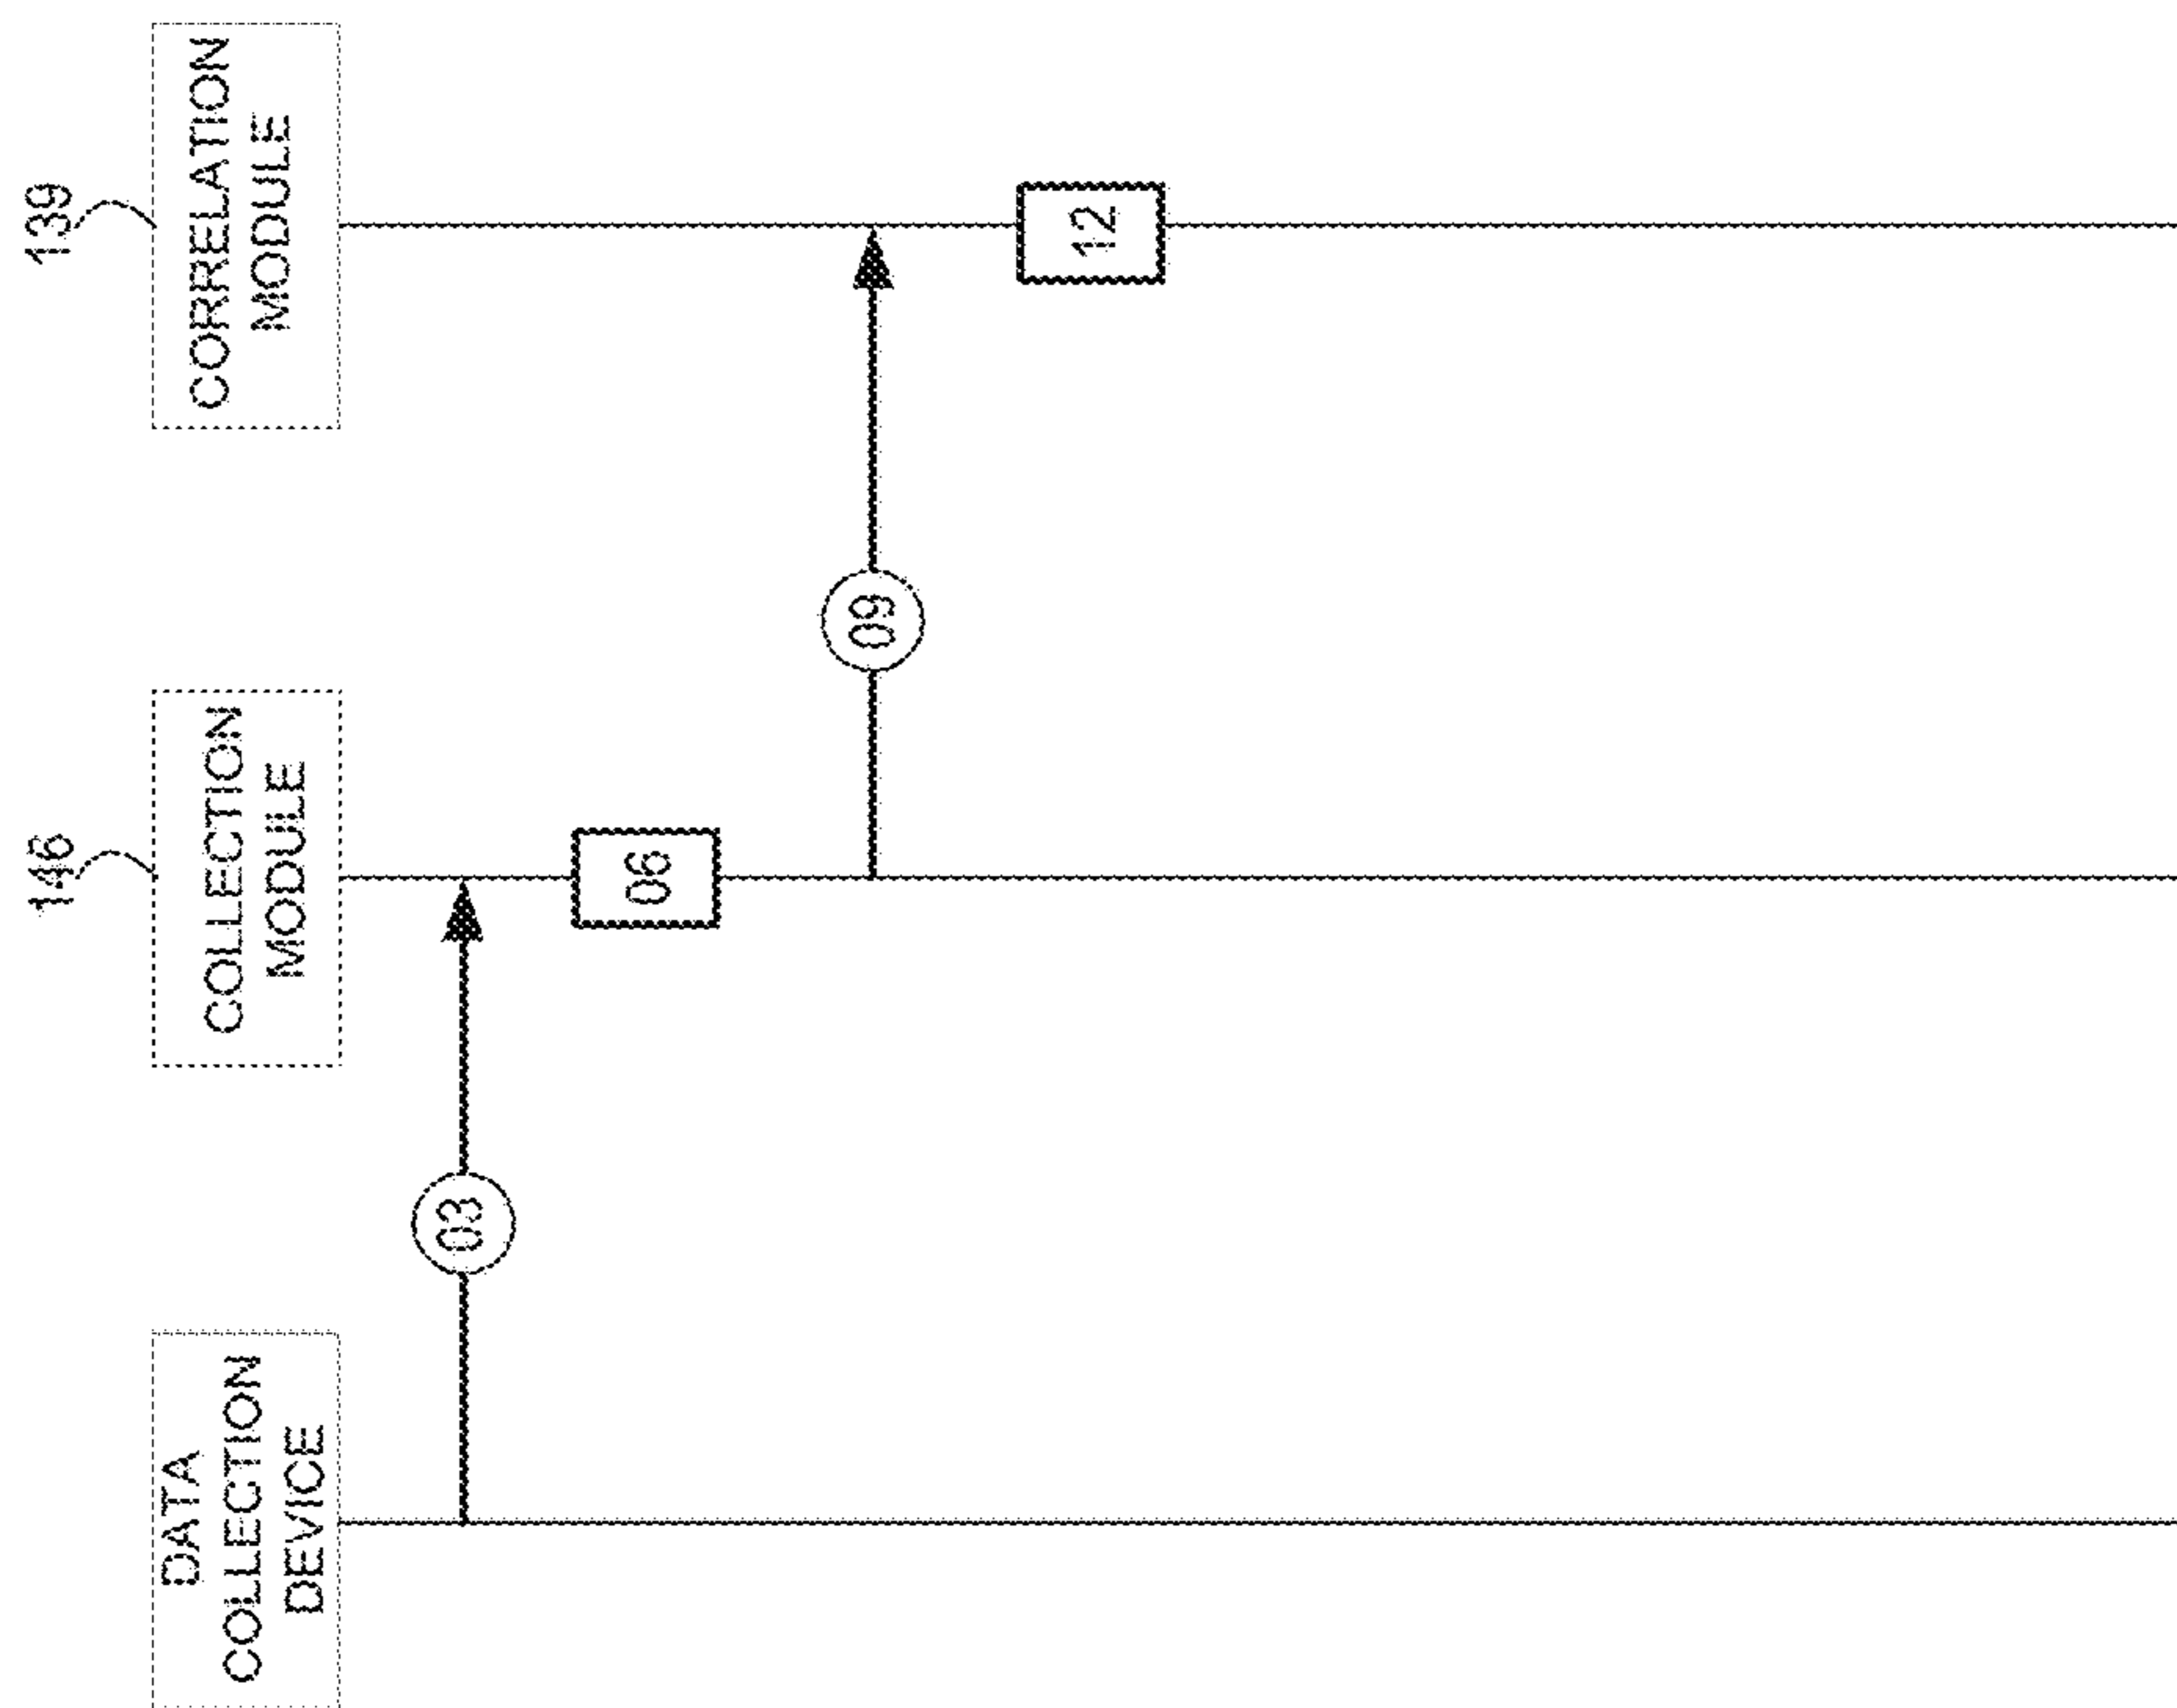 DATA
COLLECTION
DEVICE
146
COLLECTION
MODULE
139
CORRELATION
MODULE
03
06
09
12